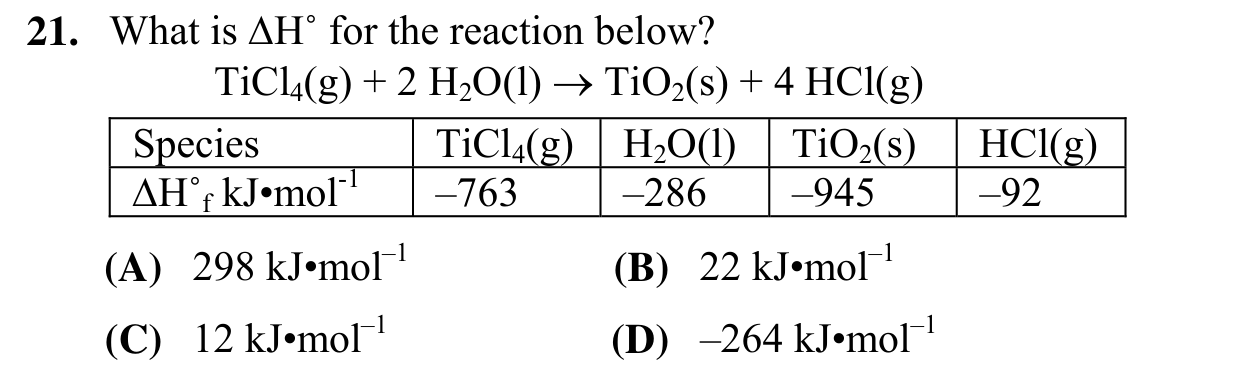 21. What is ΔH° for the reaction below?
TiCl₄(g) + 2 H₂O(l) → TiO₂(s) + 4 HCl(g)
Species TiCl₄(g) H₂O(l) TiO₂(s) HCl(g)
ΔH°f kJ•mol⁻¹ –763 –286 –945 –92
(A) 298 kJ•mol⁻¹ (B) 22 kJ•mol⁻¹
(C) 12 kJ•mol⁻¹ (D) –264 kJ•mol⁻¹